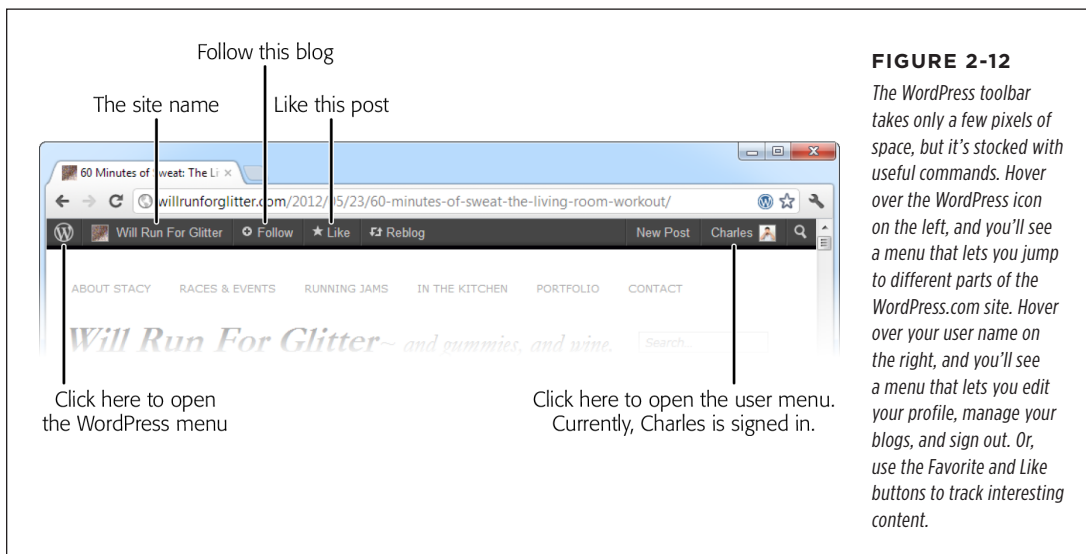 Follow this blog
The site name
Like this post
60 Minutes of Sweat: The Li
willrunforglitter.com/2012/05/23/60-minutes-of-sweat-the-living-room-workout/
Will Run For Glitter
Follow
Like
Reblog
New Post
Charles
ABOUT STACY
RACES & EVENTS
RUNNING JAMS
IN THE KITCHEN
PORTFOLIO
CONTACT
Will Run For Glitter~ and gummies, and wine.
Search...
Click here to open
the WordPress menu
Click here to open the user menu.
Currently, Charles is signed in.
FIGURE 2-12
The WordPress toolbar
takes only a few pixels of
space, but it's stocked with
useful commands. Hover
over the WordPress icon
on the left, and you'll see
a menu that lets you jump
to different parts of the
WordPress.com site. Hover
over your user name on
the right, and you'll see
a menu that lets you edit
your profile, manage your
blogs, and sign out. Or,
use the Favorite and Like
buttons to track interesting
content.